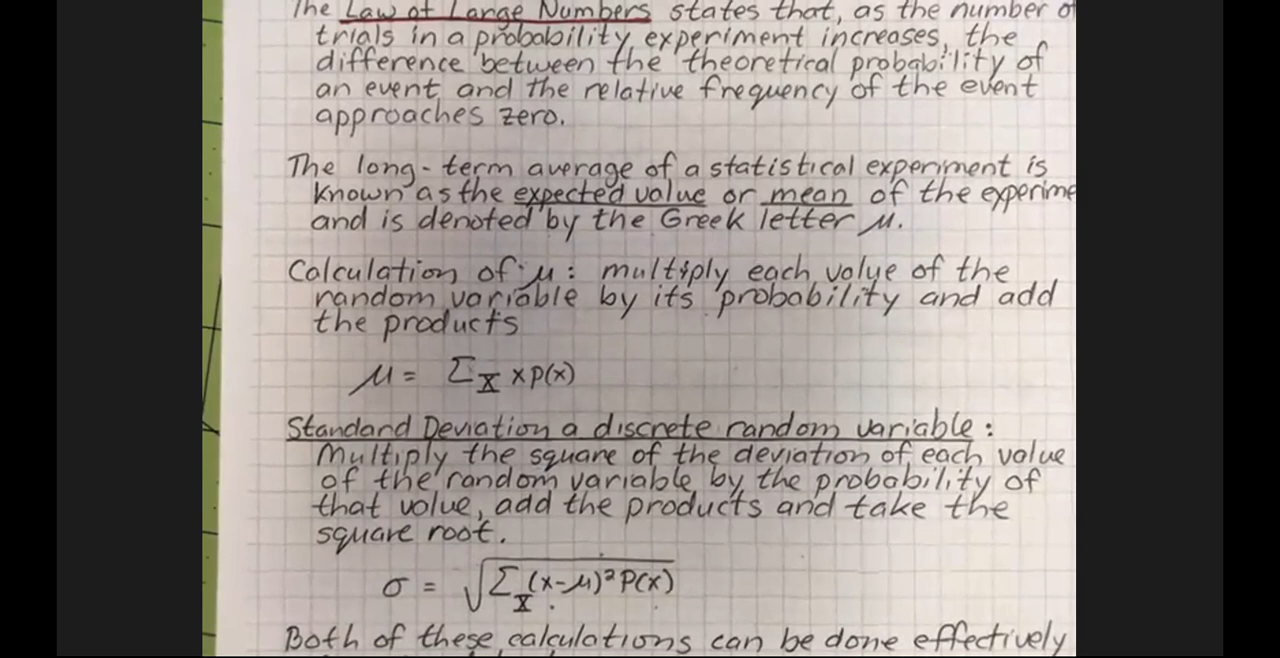 The Law of Large Numbers states that, as the number of
trials in a probability experiment increases, the
difference between the theoretical probability of
an event and the relative frequency of the event
approaches zero.
The long-term average of a statistical experiment is
known as the expected value or mean of the experime
and is denoted by the Greek letter μ.
Calculation of μ: multiply each value of the
random variable by its probability and add
the products
μ = Σ_X xP(x)
Standard Deviation a discrete random variable:
Multiply the square of the deviation of each value
of the random variable by the probability of
that value, add the products and take the
square root.
σ = √Σ_X (x-μ)²P(x)
Both of these calculations can be done effectively